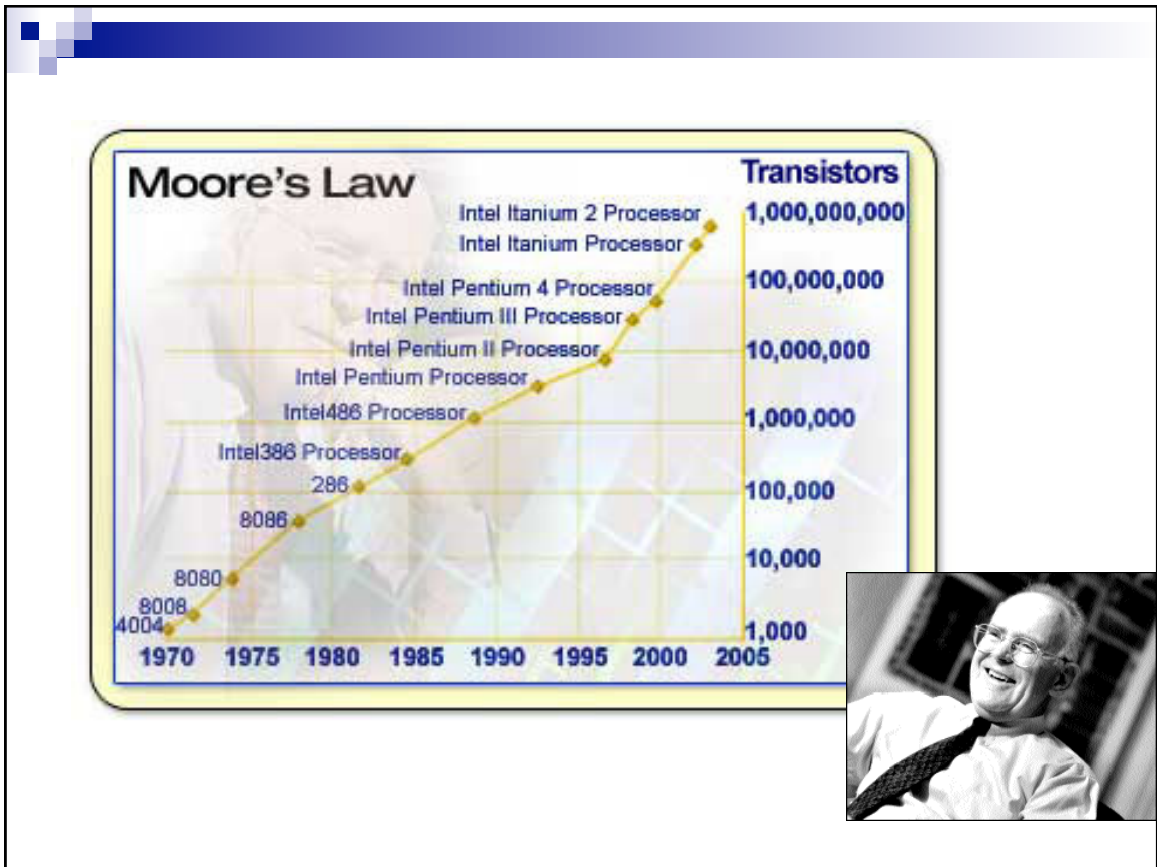 Moore's Law
Transistors
Intel Itanium 2 Processor
1,000,000,000
Intel Itanium Processor
Intel Pentium 4 Processor
100,000,000
Intel Pentium III Processor
Intel Pentium II Processor
10,000,000
Intel Pentium Processor
Intel486 Processor
1,000,000
Intel386 Processor
286
100,000
8086
10,000
8080
8008
4004
1,000
1970 1975 1980 1985 1990 1995 2000 2005